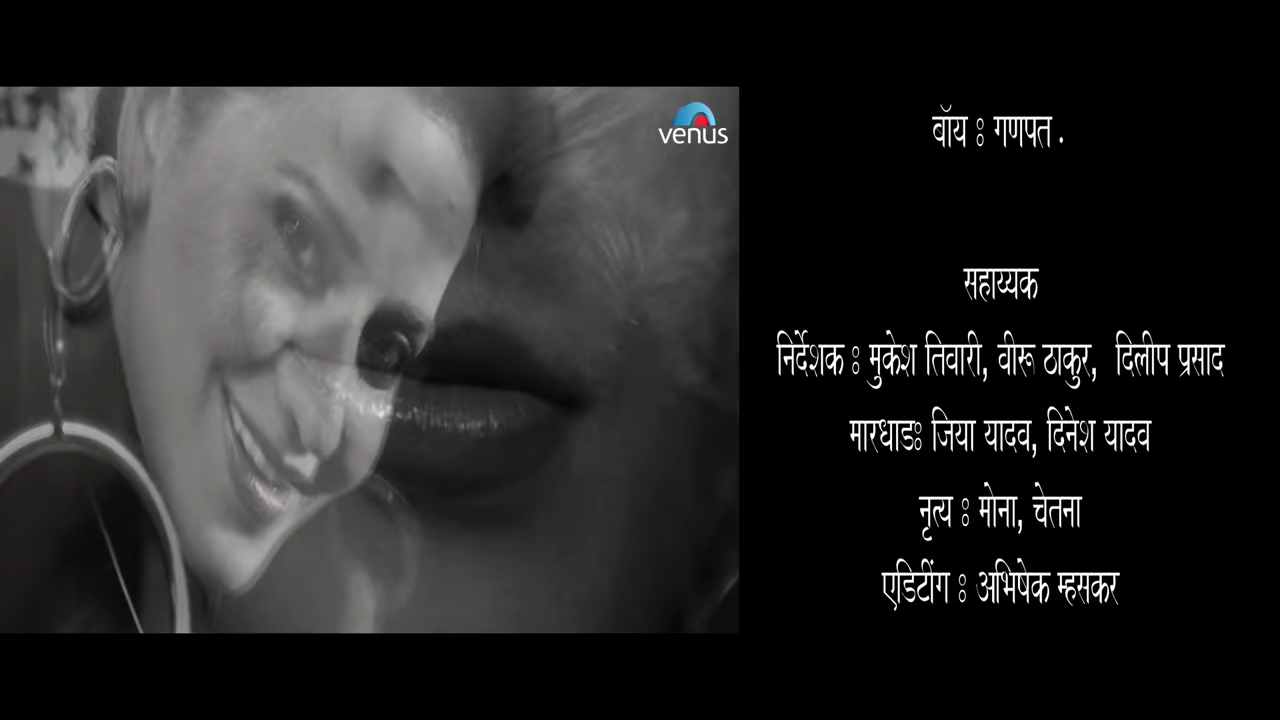 venus
बॉय : गणपत .
सहाय्यक
निर्देशक : मुकेश तिवारी, वीरू ठाकुर, दिलीप प्रसाद
मारधाडः जिया यादव, दिनेश यादव
नृत्य : मोना, चेतना
एडिटींग : अभिषेक म्हसकर